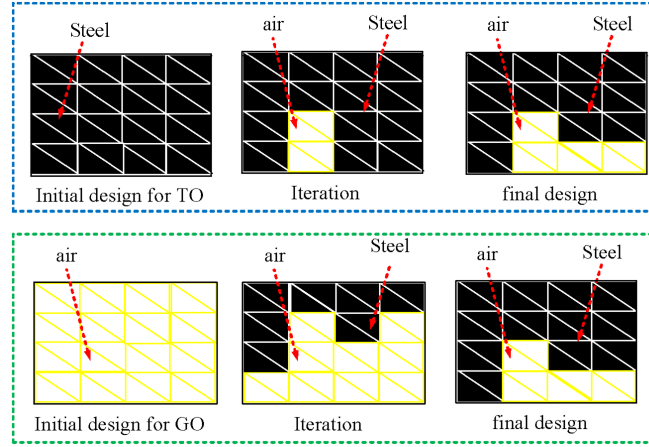 Steel
air
Steel
air
Steel
Initial design for TO
Iteration
final design
air
air
Steel
air
Steel
Initial design for GO
Iteration
final design